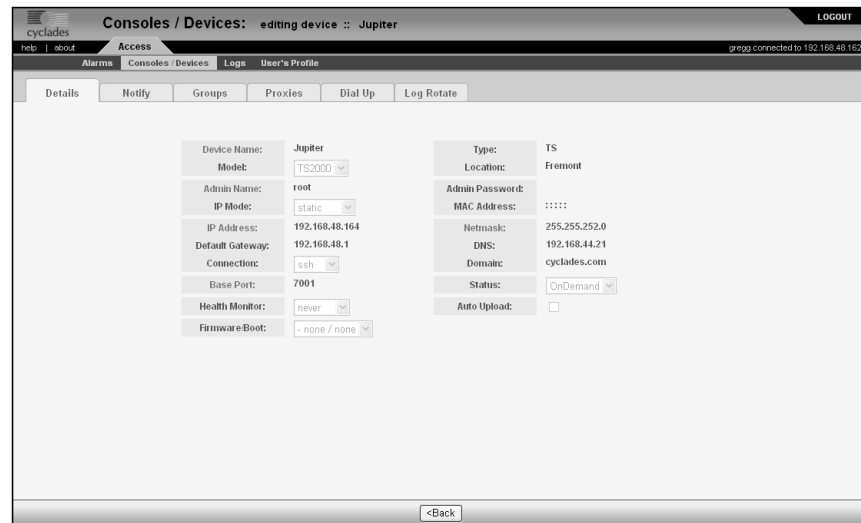 cyclades
Consoles / Devices: editing device :: Jupiter
LOGOUT
help | about
Access
gregg connected to 192.168.48.162
Alarms Consoles / Devices Logs User's Profile
Details Notify Groups Proxies Dial Up Log Rotate
Device Name: Jupiter Type: TS
Model: TS2000 Location: Fremont
Admin Name: root Admin Password:
IP Mode: static MAC Address: :::::
IP Address: 192.168.48.164 Netmask: 255.255.252.0
Default Gateway: 192.168.48.1 DNS: 192.168.44.21
Connection: ssh Domain: cyclades.com
Base Port: 7001 Status: OnDemand
Health Monitor: never Auto Upload:
Firmware/Boot: - none / none
<Back